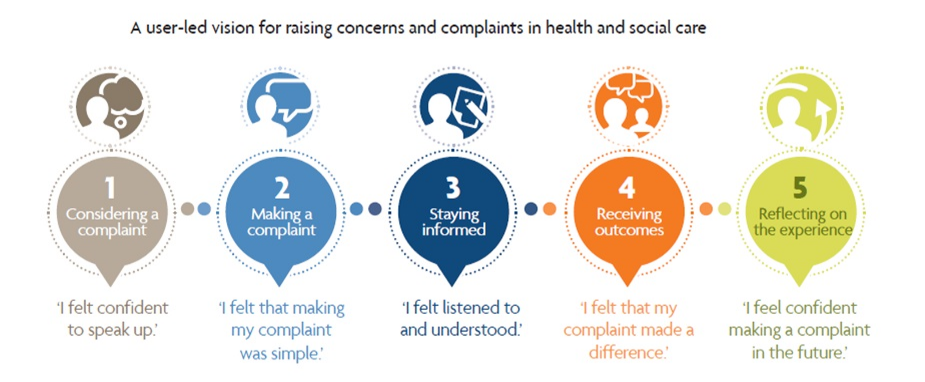 A user-led vision for raising concerns and complaints in health and social care
1
Considering a
complaint
2
Making a
complaint
3
Staying
informed
4
Receiving
outcomes
5
Reflecting on
the experience
‘I felt confident
to speak up.’
‘I felt that making
my complaint
was simple.’
‘I felt listened to
and understood.’
‘I felt that my
complaint made a
difference.’
‘I feel confident
making a complaint
in the future.’